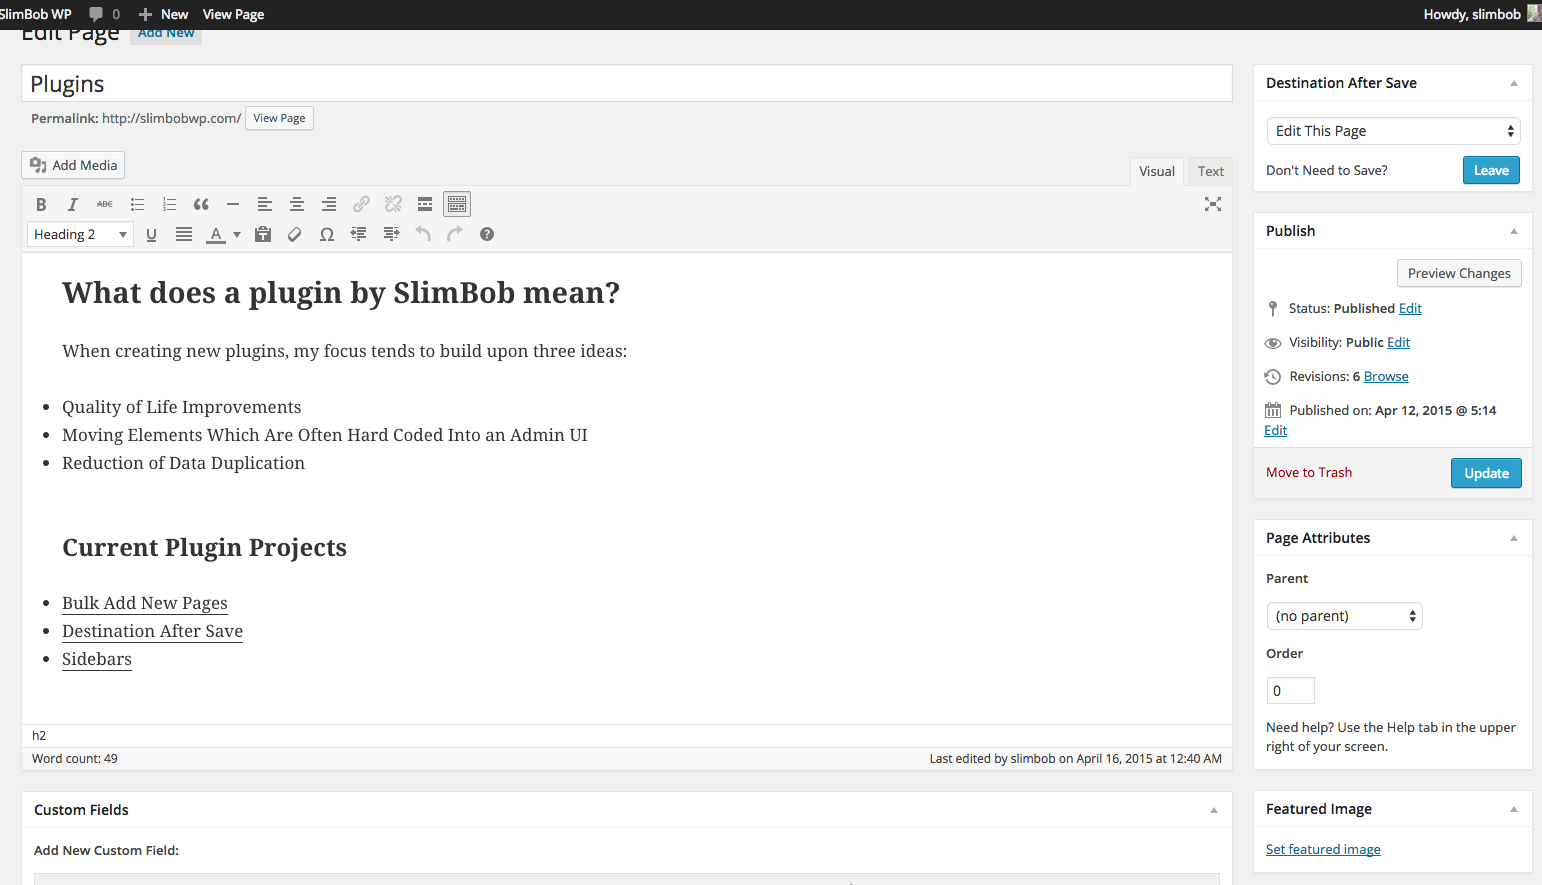 SlimBob WP 0 New View Page Howdy, slimbob
Edit Page Add New
Plugins
Permalink: http://slimbobwp.com/ View Page
Add Media
Visual Text
B I ABC
Heading 2 U A T Ω ?
What does a plugin by SlimBob mean?
When creating new plugins, my focus tends to build upon three ideas:
Quality of Life Improvements
Moving Elements Which Are Often Hard Coded Into an Admin UI
Reduction of Data Duplication
Current Plugin Projects
Bulk Add New Pages
Destination After Save
Sidebars
h2
Word count: 49 Last edited by slimbob on April 16, 2015 at 12:40 AM
Custom Fields
Add New Custom Field:
Destination After Save
Edit This Page
Don't Need to Save? Leave
Publish
Preview Changes
Status: Published Edit
Visibility: Public Edit
Revisions: 6 Browse
Published on: Apr 12, 2015 @ 5:14
Edit
Move to Trash Update
Page Attributes
Parent
(no parent)
Order
0
Need help? Use the Help tab in the upper
right of your screen.
Featured Image
Set featured image